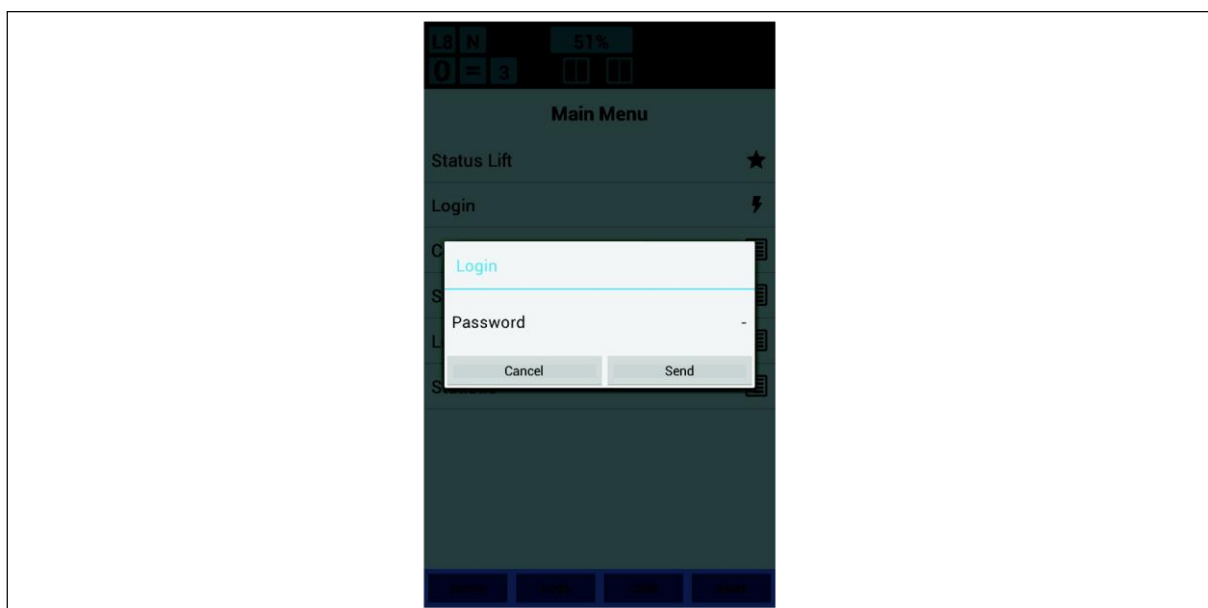 L8 N 51%
0 = 3
Main Menu
Status Lift
Login
C
Login
S
Password -
L
Cancel Send
S